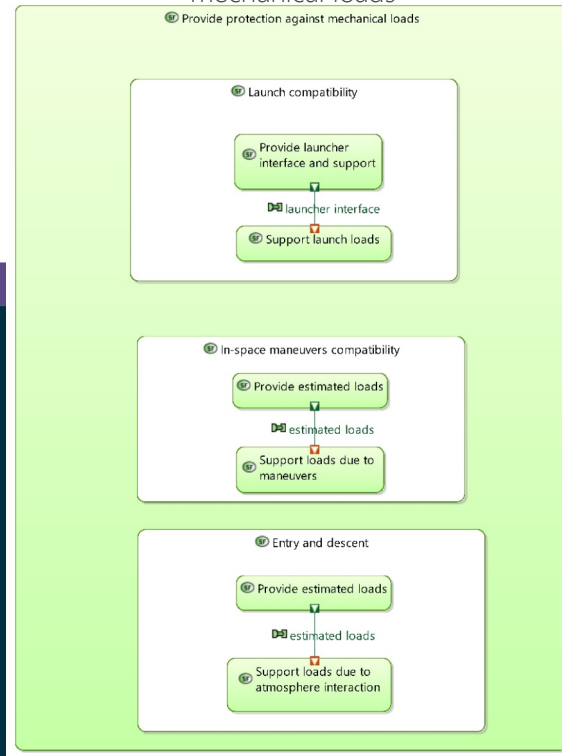 mechanical loads
Provide protection against mechanical loads
Launch compatibility
Provide launcher
interface and support
launcher interface
Support launch loads
In-space maneuvers compatibility
Provide estimated loads
estimated loads
Support loads due to
maneuvers
Entry and descent
Provide estimated loads
estimated loads
Support loads due to
atmosphere interaction